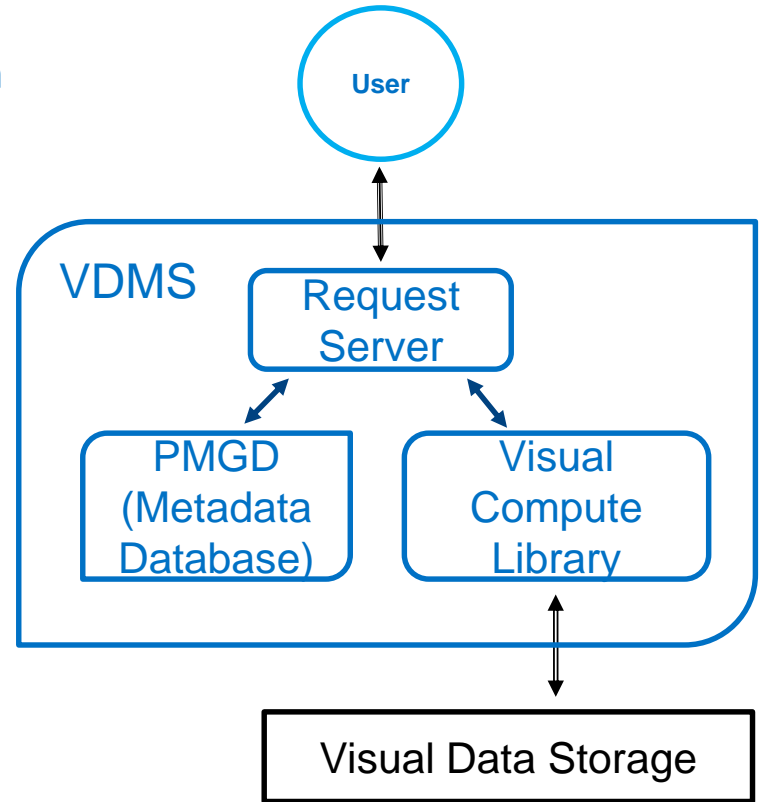 User
VDMS
Request
Server
PMGD
(Metadata
Database)
Visual
Compute
Library
Visual Data Storage